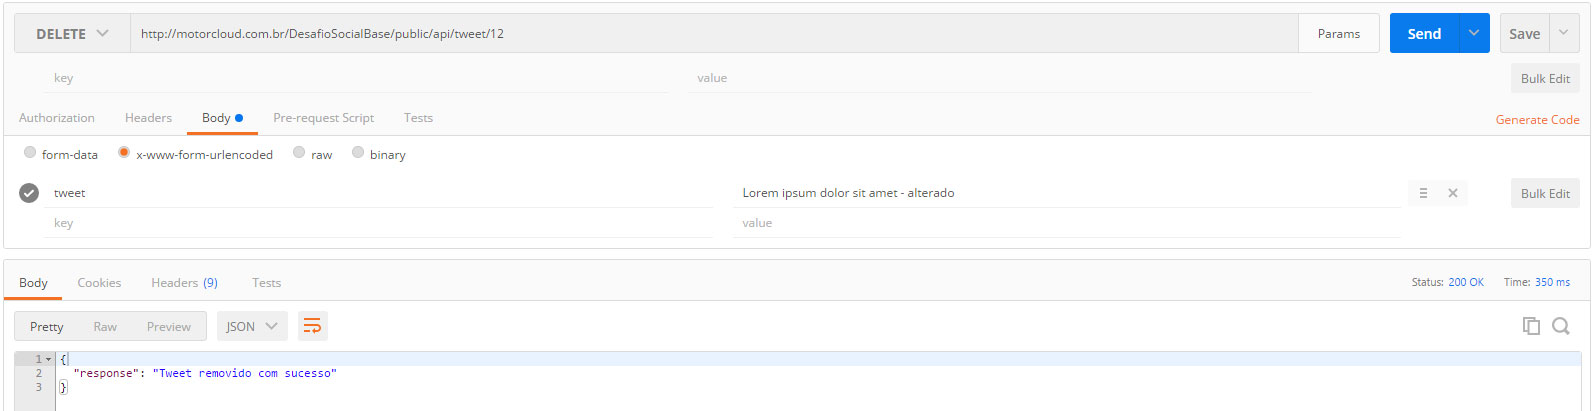 DELETE http://motorcloud.com.br/DesafioSocialBase/public/api/tweet/12 Params Send Save
key value Bulk Edit
Authorization Headers Body Pre-request Script Tests Generate Code
form-data x-www-form-urlencoded raw binary
tweet Lorem ipsum dolor sit amet - alterado Bulk Edit
key value
Body Cookies Headers (9) Tests Status: 200 OK Time: 350 ms
Pretty Raw Preview JSON
1 {
2 "response": "Tweet removido com sucesso"
3 }